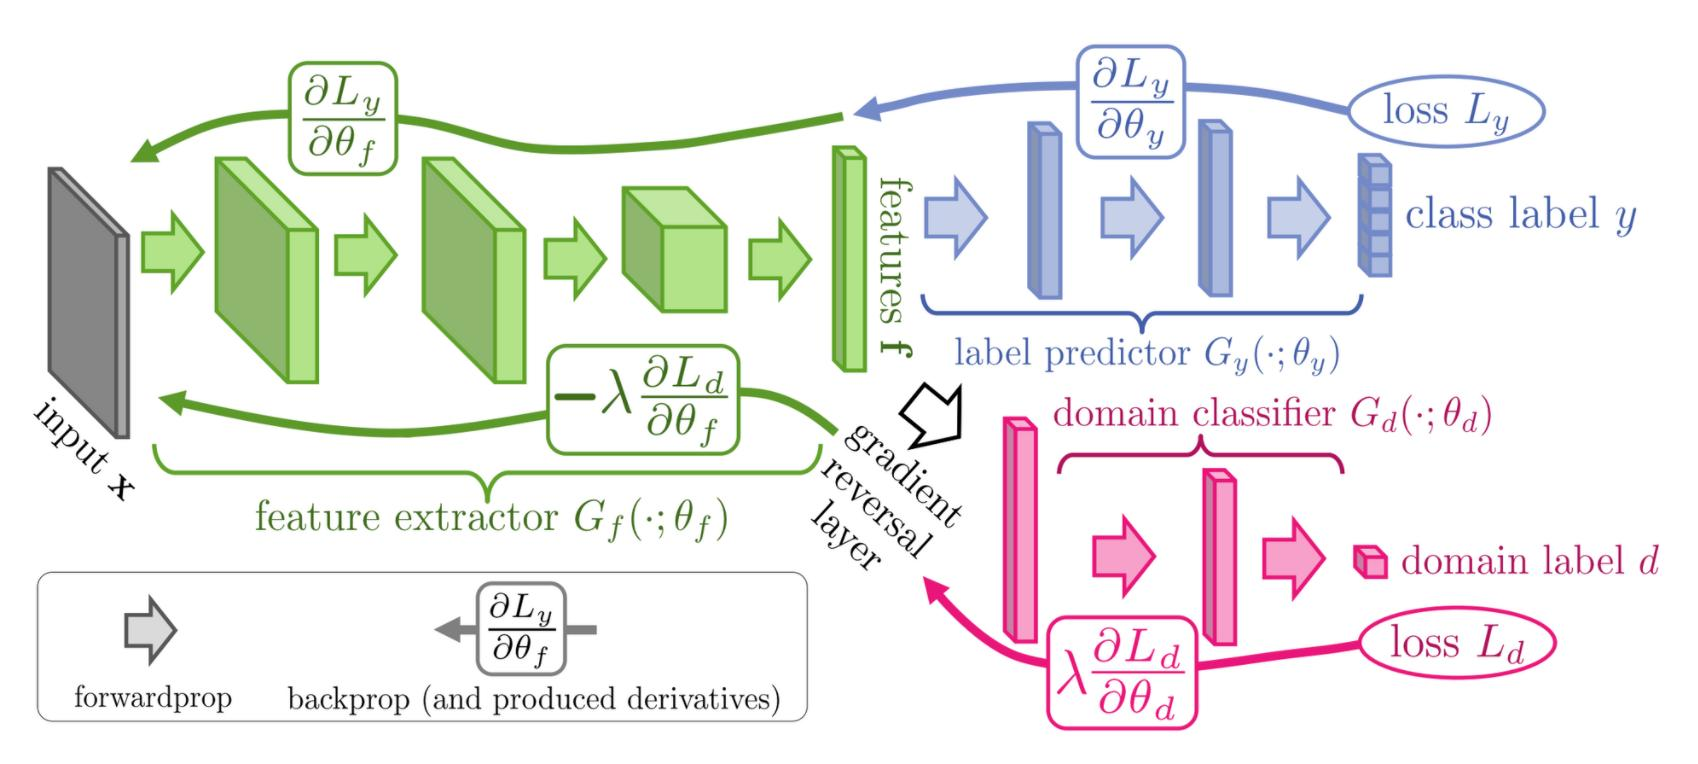 ∂L_y/∂θ_f
∂L_y/∂θ_y
loss L_y
features f
class label y
label predictor G_y(·; θ_y)
input x
−λ ∂L_d/∂θ_f
feature extractor G_f(·; θ_f)
gradient
reversal
layer
domain classifier G_d(·; θ_d)
domain label d
λ ∂L_d/∂θ_d
loss L_d
∂L_y/∂θ_f
forwardprop
backprop (and produced derivatives)